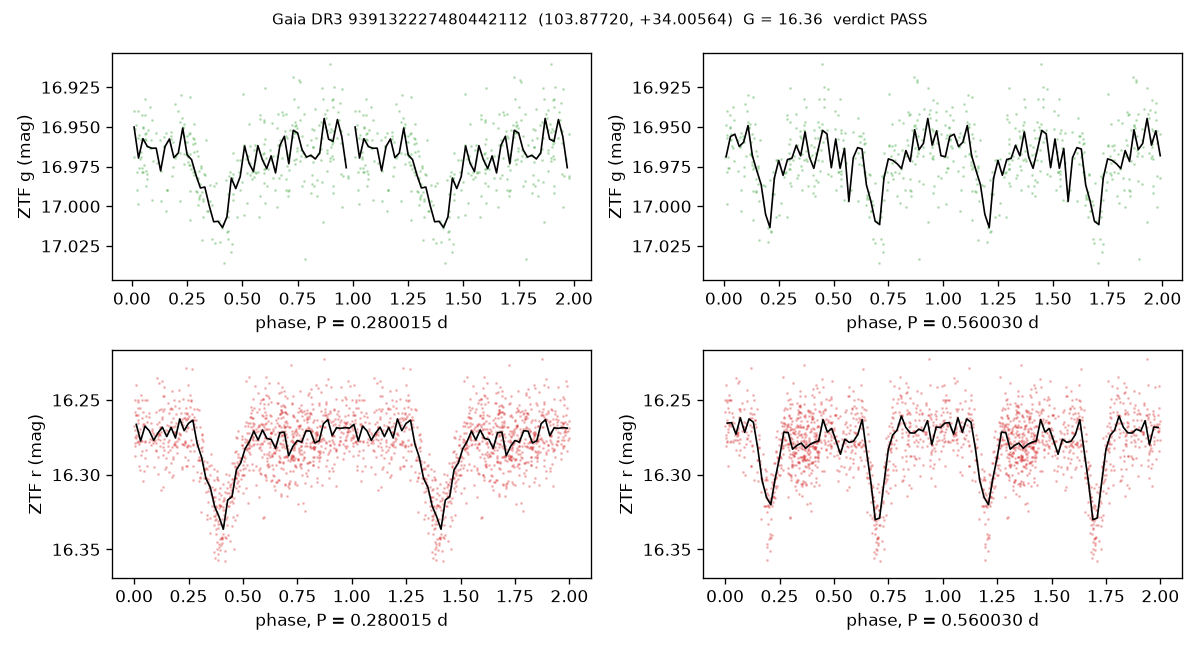 Gaia DR3 939132227480442112 (103.87720, +34.00564) G = 16.36 verdict PASS
ZTF g (mag)
16.925
16.950
16.975
17.000
17.025
0.00 0.25 0.50 0.75 1.00 1.25 1.50 1.75 2.00
phase, P = 0.280015 d
ZTF g (mag)
16.925
16.950
16.975
17.000
17.025
0.00 0.25 0.50 0.75 1.00 1.25 1.50 1.75 2.00
phase, P = 0.560030 d
ZTF r (mag)
16.25
16.30
16.35
0.00 0.25 0.50 0.75 1.00 1.25 1.50 1.75 2.00
phase, P = 0.280015 d
ZTF r (mag)
16.25
16.30
16.35
0.00 0.25 0.50 0.75 1.00 1.25 1.50 1.75 2.00
phase, P = 0.560030 d